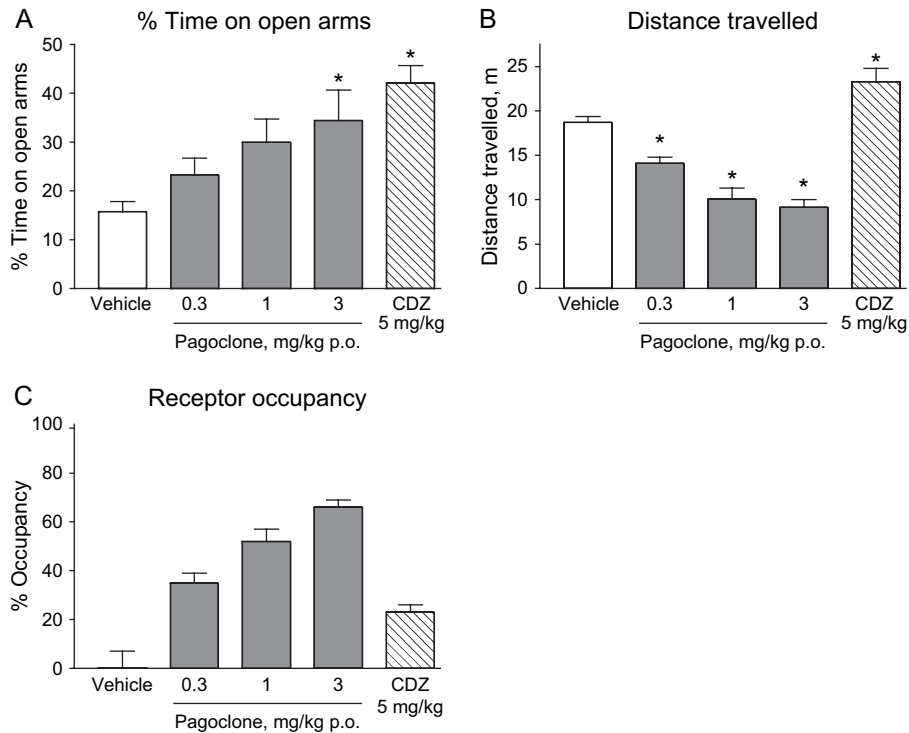 A % Time on open arms
% Time on open arms
50
40
30
20
10
0
*
*
Vehicle 0.3 1 3 CDZ
5 mg/kg
Pagoclone, mg/kg p.o.
B Distance travelled
Distance travelled, m
25
20
15
10
5
0
*
*
*
*
Vehicle 0.3 1 3 CDZ
5 mg/kg
Pagoclone, mg/kg p.o.
C Receptor occupancy
% Occupancy
100
80
60
40
20
0
Vehicle 0.3 1 3 CDZ
5 mg/kg
Pagoclone, mg/kg p.o.